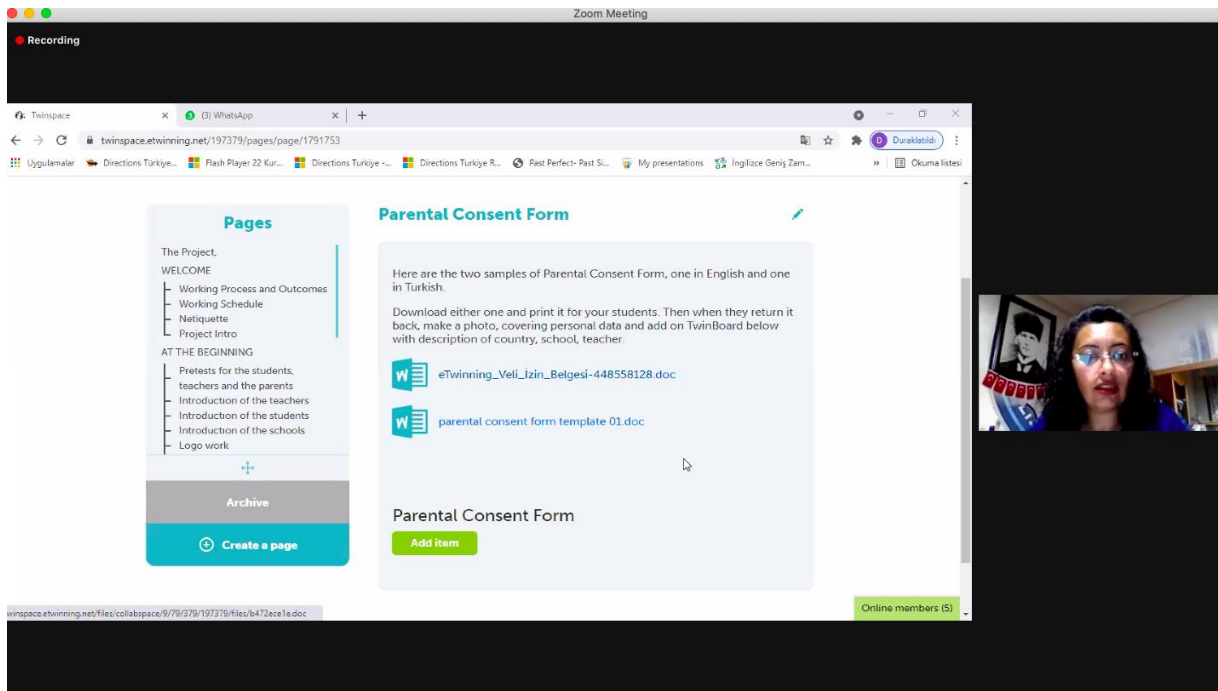 Zoom Meeting
Recording
Twinspace
(3) WhatsApp
twinspace.etwinning.net/197379/pages/page/1791753
D Duraklatıldı
Uygulamalar Directions Türkiye... Flash Player 22 Kur... Directions Turkiye -... Directions Turkiye R... Past Perfect- Past Si... My presentations İngilizce Geniş Zam... » Okuma listesi
Pages
The Project,
WELCOME
Working Process and Outcomes
Working Schedule
Netiquette
Project Intro
AT THE BEGINNING
Pretests for the students,
teachers and the parents
Introduction of the teachers
Introduction of the students
Introduction of the schools
Logo work
Archive
Create a page
Parental Consent Form
Here are the two samples of Parental Consent Form, one in English and one
in Turkish.
Download either one and print it for your students. Then when they return it
back, make a photo, covering personal data and add on TwinBoard below
with description of country, school, teacher.
eTwinning_Veli_İzin_Belgesi-448558128.doc
parental consent form template 01.doc
Parental Consent Form
Add item
Online members (5)
winspace.etwinning.net/files/collabspace/9/79/379/197379/files/b472ece1e.doc